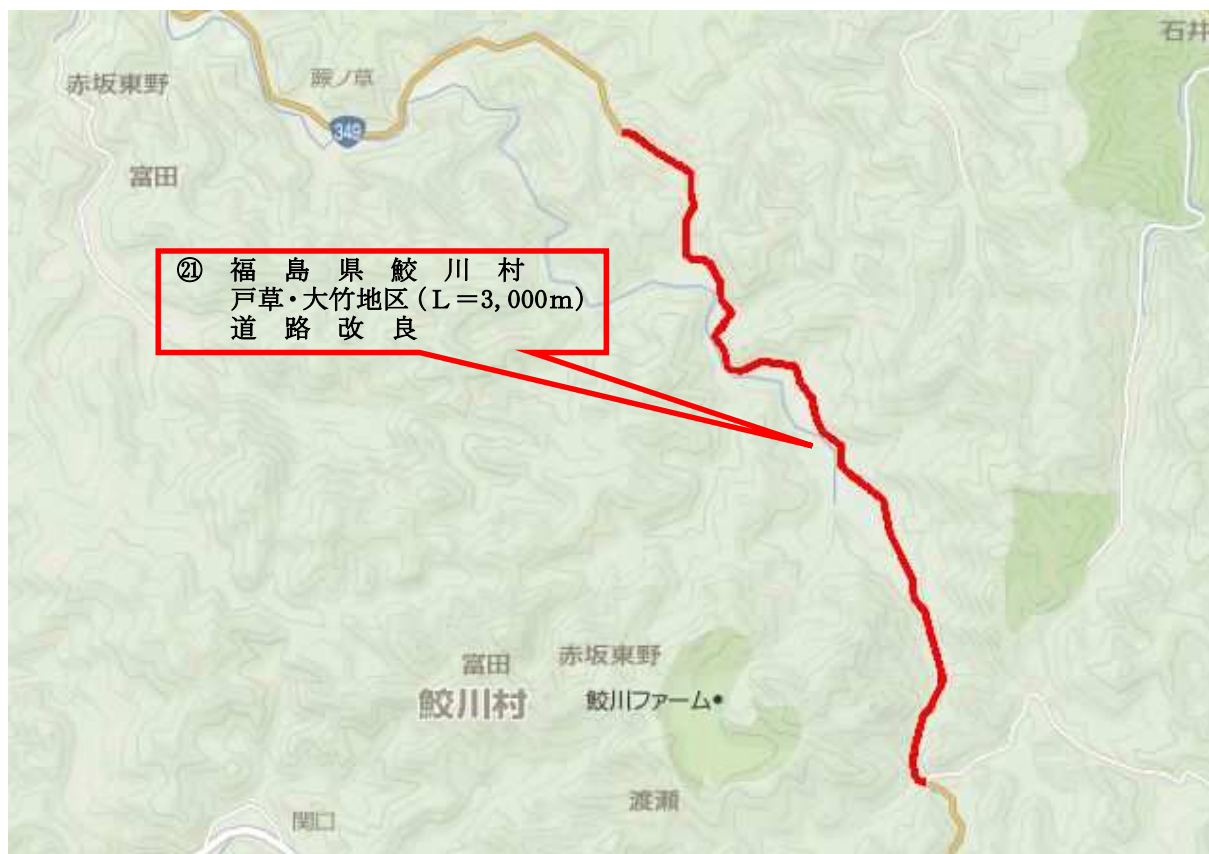 石井
赤坂東野
蕨ノ草
349
富田
㉑ 福島県鮫川村
戸草・大竹地区(L=3,000m)
道路改良
富田
赤坂東野
鮫川村
鮫川ファーム
渡瀬
関口